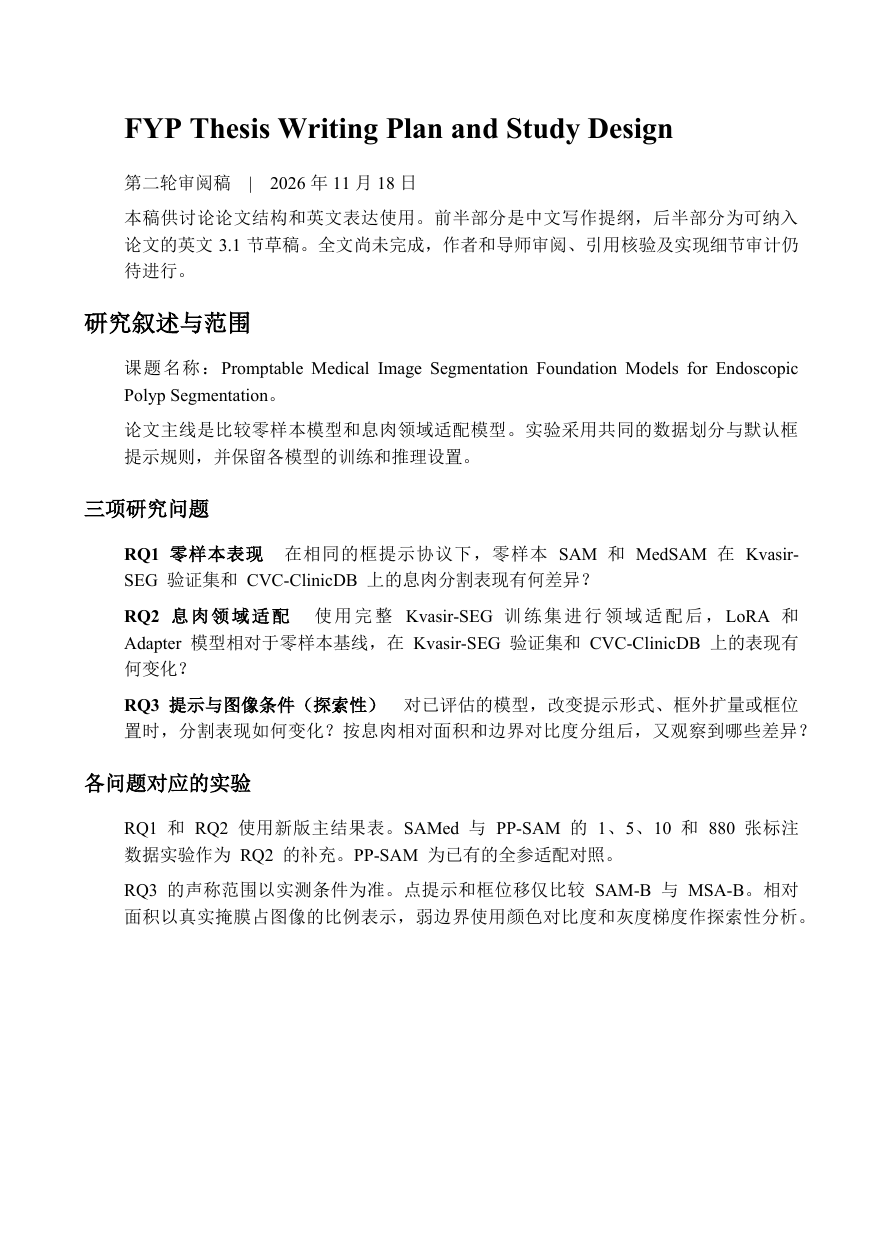 FYP Thesis Writing Plan and Study Design
第二轮审阅稿 | 2026 年 11 月 18 日
本稿供讨论论文结构和英文表达使用。前半部分是中文写作提纲，后半部分为可纳入
论文的英文 3.1 节草稿。全文尚未完成，作者和导师审阅、引用核验及实现细节审计仍
待进行。
研究叙述与范围
课题名称：Promptable Medical Image Segmentation Foundation Models for Endoscopic
Polyp Segmentation。
论文主线是比较零样本模型和息肉领域适配模型。实验采用共同的数据划分与默认框
提示规则，并保留各模型的训练和推理设置。
三项研究问题
RQ1 零样本表现 在相同的框提示协议下，零样本 SAM 和 MedSAM 在 Kvasir-
SEG 验证集和 CVC-ClinicDB 上的息肉分割表现有何差异？
RQ2 息肉领域适配 使用完整 Kvasir-SEG 训练集进行领域适配后，LoRA 和
Adapter 模型相对于零样本基线，在 Kvasir-SEG 验证集和 CVC-ClinicDB 上的表现有
何变化？
RQ3 提示与图像条件（探索性） 对已评估的模型，改变提示形式、框外扩量或框位
置时，分割表现如何变化？按息肉相对面积和边界对比度分组后，又观察到哪些差异？
各问题对应的实验
RQ1 和 RQ2 使用新版主结果表。SAMed 与 PP-SAM 的 1、5、10 和 880 张标注
数据实验作为 RQ2 的补充。PP-SAM 为已有的全参适配对照。
RQ3 的声称范围以实测条件为准。点提示和框位移仅比较 SAM-B 与 MSA-B。相对
面积以真实掩膜占图像的比例表示，弱边界使用颜色对比度和灰度梯度作探索性分析。